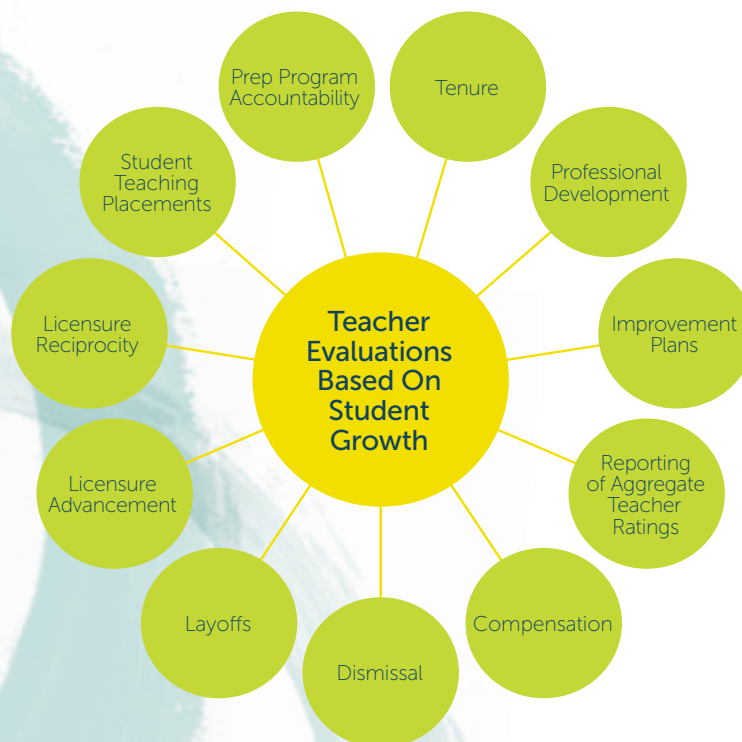 Prep Program
Accountability
Tenure
Student
Teaching
Placements
Professional
Development
Licensure
Reciprocity
Teacher
Evaluations
Based On
Student
Growth
Improvement
Plans
Licensure
Advancement
Reporting
of Aggregate
Teacher
Ratings
Layoffs
Compensation
Dismissal